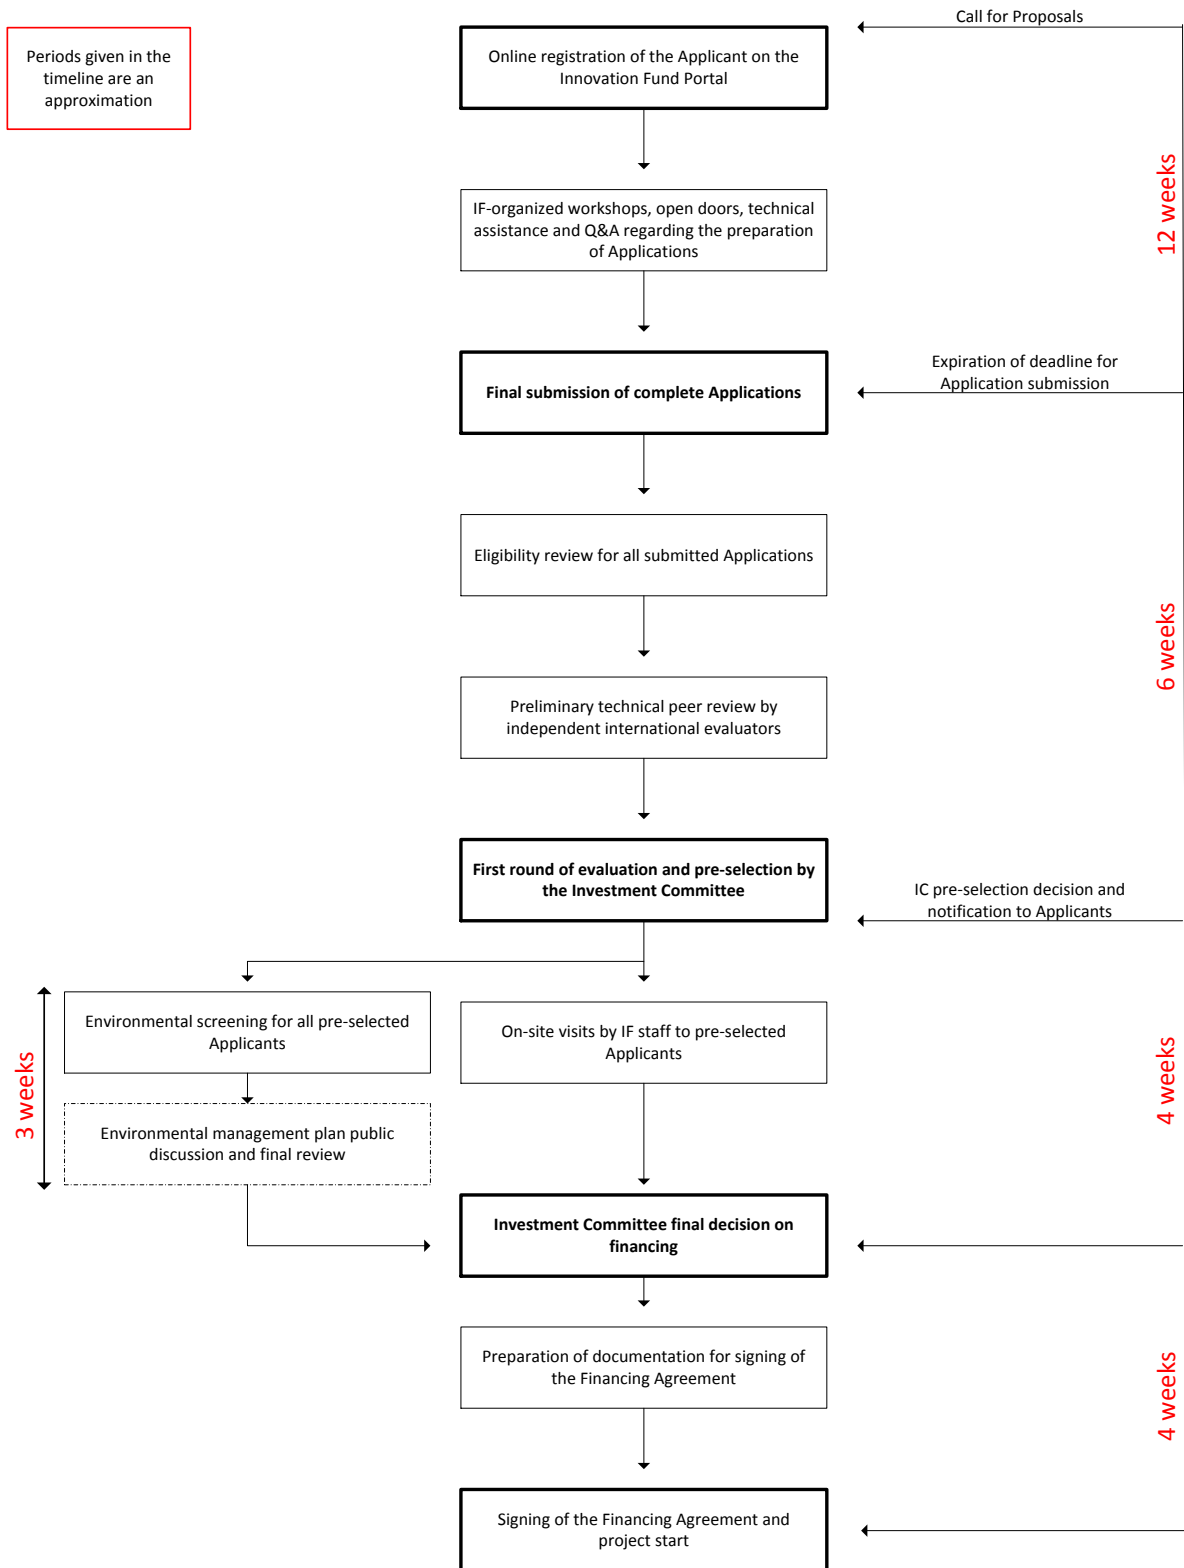 Call for Proposals
Periods given in the
timeline are an
approximation
Online registration of the Applicant on the
Innovation Fund Portal
12 weeks
IF-organized workshops, open doors, technical
assistance and Q&A regarding the preparation
of Applications
Expiration of deadline for
Application submission
Final submission of complete Applications
Eligibility review for all submitted Applications
6 weeks
Preliminary technical peer review by
independent international evaluators
First round of evaluation and pre-selection by
the Investment Committee
IC pre-selection decision and
notification to Applicants
3 weeks
Environmental screening for all pre-selected
Applicants
On-site visits by IF staff to pre-selected
Applicants
4 weeks
Environmental management plan public
discussion and final review
Investment Committee final decision on
financing
Preparation of documentation for signing of
the Financing Agreement
4 weeks
Signing of the Financing Agreement and
project start